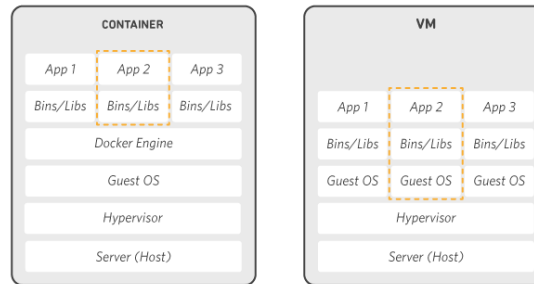 CONTAINER
App 1 App 2 App 3
Bins/Libs Bins/Libs Bins/Libs
Docker Engine
Guest OS
Hypervisor
Server (Host)
VM
App 1 App 2 App 3
Bins/Libs Bins/Libs Bins/Libs
Guest OS Guest OS Guest OS
Hypervisor
Server (Host)